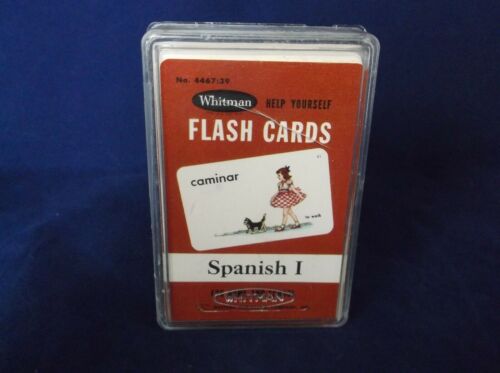 No. 4467:39
Whitman HELP YOURSELF
FLASH CARDS
caminar
to walk
Spanish I
WHITMAN